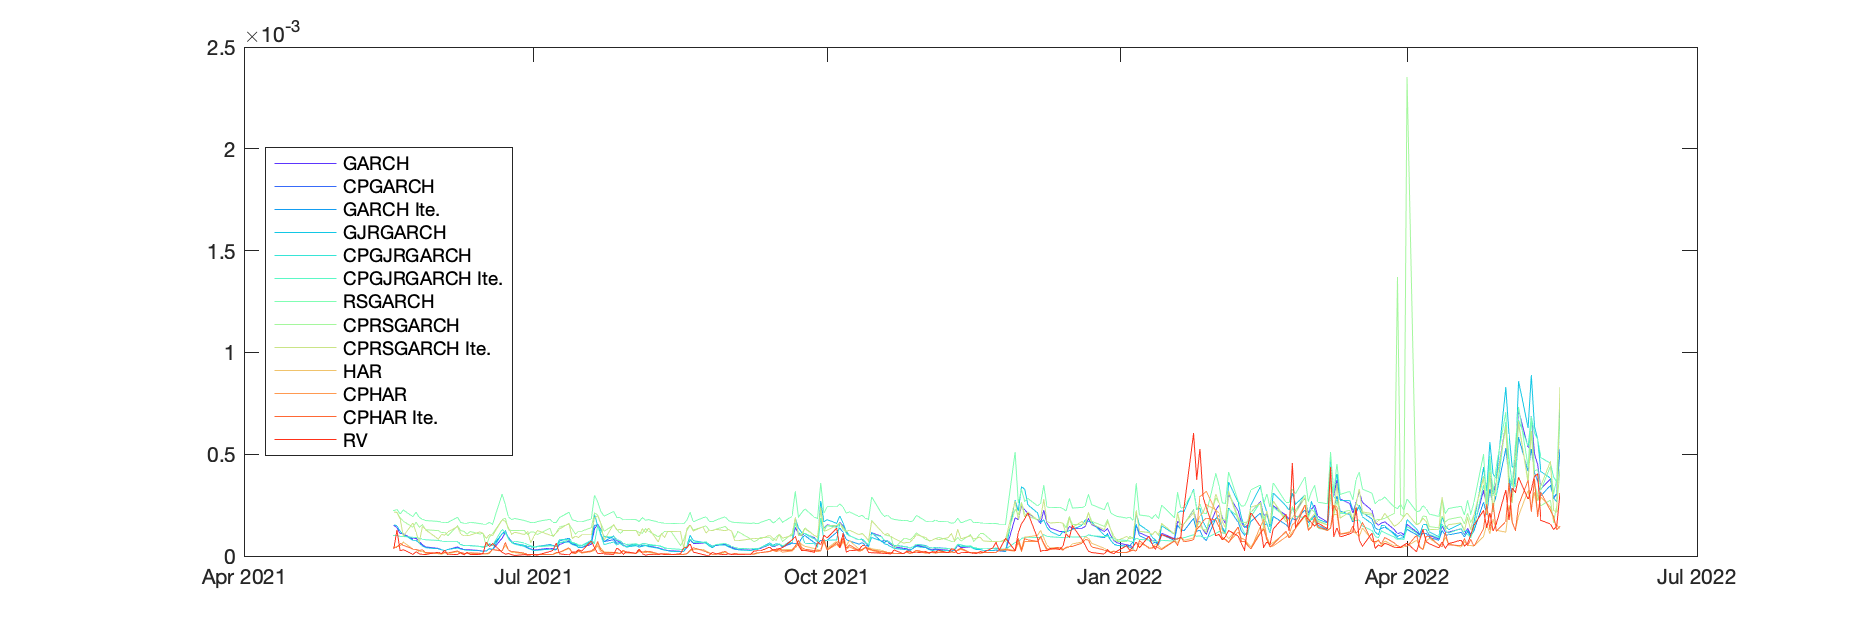 ×10-3
2.5
2
1.5
1
0.5
0
GARCH
CPGARCH
GARCH Ite.
GJRGARCH
CPGJRGARCH
CPGJRGARCH Ite.
RSGARCH
CPRSGARCH
CPRSGARCH Ite.
HAR
CPHAR
CPHAR Ite.
RV
Apr 2021 Jul 2021 Oct 2021 Jan 2022 Apr 2022 Jul 2022